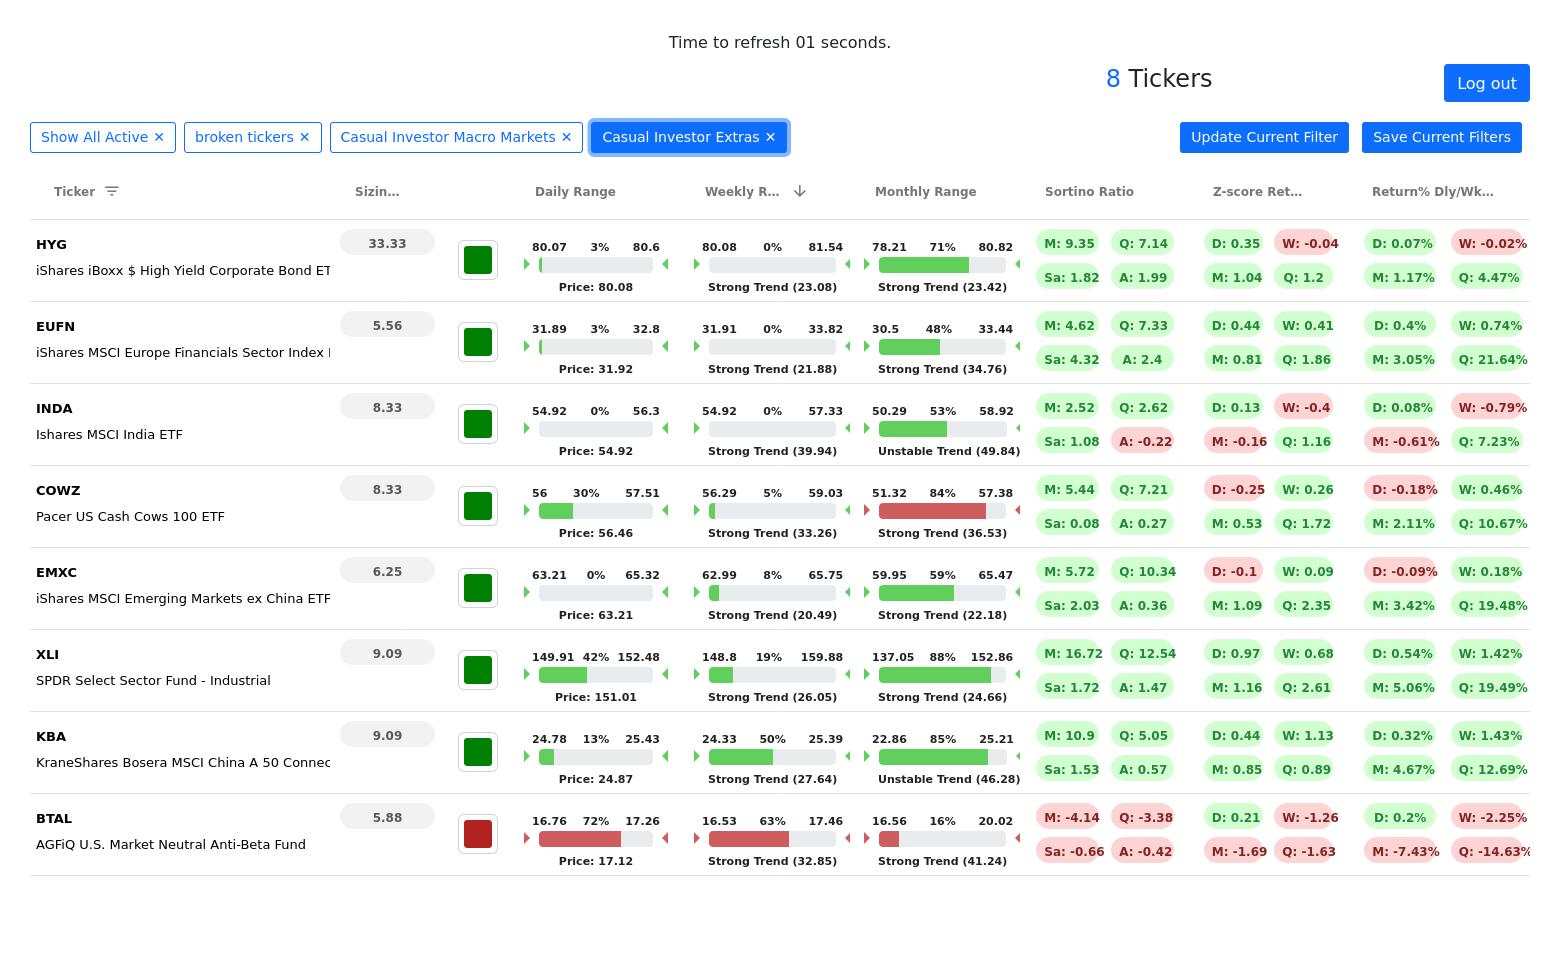 Time to refresh 01 seconds.
8 Tickers
Log out
Show All Active ✕ broken tickers ✕ Casual Investor Macro Markets ✕ Casual Investor Extras ✕ Update Current Filter Save Current Filters
Ticker Sizin… Daily Range Weekly R… Monthly Range Sortino Ratio Z-score Ret… Return% Dly/Wk…
HYG 33.33 80.07 3% 80.6 80.08 0% 81.54 78.21 71% 80.82 M: 9.35 Q: 7.14 D: 0.35 W: -0.04 D: 0.07% W: -0.02%
iShares iBoxx $ High Yield Corporate Bond ET Price: 80.08 Strong Trend (23.08) Strong Trend (23.42) Sa: 1.82 A: 1.99 M: 1.04 Q: 1.2 M: 1.17% Q: 4.47%
EUFN 5.56 31.89 3% 32.8 31.91 0% 33.82 30.5 48% 33.44 M: 4.62 Q: 7.33 D: 0.44 W: 0.41 D: 0.4% W: 0.74%
iShares MSCI Europe Financials Sector Index Price: 31.92 Strong Trend (21.88) Strong Trend (34.76) Sa: 4.32 A: 2.4 M: 0.81 Q: 1.86 M: 3.05% Q: 21.64%
INDA 8.33 54.92 0% 56.3 54.92 0% 57.33 50.29 53% 58.92 M: 2.52 Q: 2.62 D: 0.13 W: -0.4 D: 0.08% W: -0.79%
Ishares MSCI India ETF Price: 54.92 Strong Trend (39.94) Unstable Trend (49.84) Sa: 1.08 A: -0.22 M: -0.16 Q: 1.16 M: -0.61% Q: 7.23%
COWZ 8.33 56 30% 57.51 56.29 5% 59.03 51.32 84% 57.38 M: 5.44 Q: 7.21 D: -0.25 W: 0.26 D: -0.18% W: 0.46%
Pacer US Cash Cows 100 ETF Price: 56.46 Strong Trend (33.26) Strong Trend (36.53) Sa: 0.08 A: 0.27 M: 0.53 Q: 1.72 M: 2.11% Q: 10.67%
EMXC 6.25 63.21 0% 65.32 62.99 8% 65.75 59.95 59% 65.47 M: 5.72 Q: 10.34 D: -0.1 W: 0.09 D: -0.09% W: 0.18%
iShares MSCI Emerging Markets ex China ETF Price: 63.21 Strong Trend (20.49) Strong Trend (22.18) Sa: 2.03 A: 0.36 M: 1.09 Q: 2.35 M: 3.42% Q: 19.48%
XLI 9.09 149.91 42% 152.48 148.8 19% 159.88 137.05 88% 152.86 M: 16.72 Q: 12.54 D: 0.97 W: 0.68 D: 0.54% W: 1.42%
SPDR Select Sector Fund - Industrial Price: 151.01 Strong Trend (26.05) Strong Trend (24.66) Sa: 1.72 A: 1.47 M: 1.16 Q: 2.61 M: 5.06% Q: 19.49%
KBA 9.09 24.78 13% 25.43 24.33 50% 25.39 22.86 85% 25.21 M: 10.9 Q: 5.05 D: 0.44 W: 1.13 D: 0.32% W: 1.43%
KraneShares Bosera MSCI China A 50 Connec Price: 24.87 Strong Trend (27.64) Unstable Trend (46.28) Sa: 1.53 A: 0.57 M: 0.85 Q: 0.89 M: 4.67% Q: 12.69%
BTAL 5.88 16.76 72% 17.26 16.53 63% 17.46 16.56 16% 20.02 M: -4.14 Q: -3.38 D: 0.21 W: -1.26 D: 0.2% W: -2.25%
AGFiQ U.S. Market Neutral Anti-Beta Fund Price: 17.12 Strong Trend (32.85) Strong Trend (41.24) Sa: -0.66 A: -0.42 M: -1.69 Q: -1.63 M: -7.43% Q: -14.63%